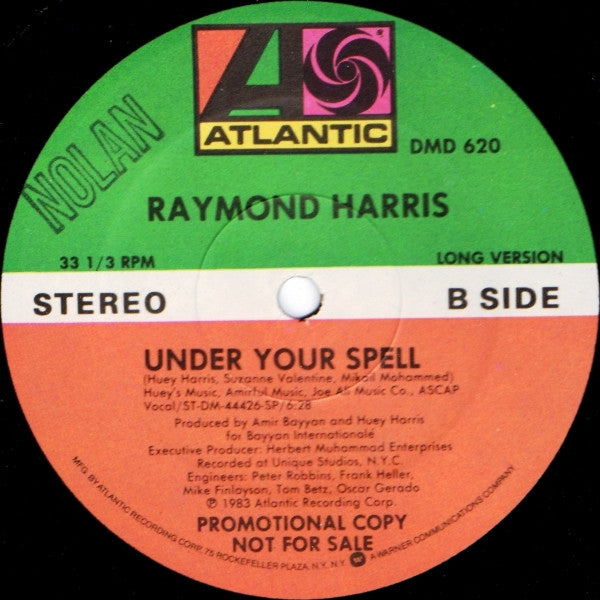 ATLANTIC
DMD 620
NOLAN
RAYMOND HARRIS
33 1/3 RPM
LONG VERSION
STEREO
B SIDE
UNDER YOUR SPELL
(Huey Harris, Suzanne Valentine, Mikail Mohammed)
Huey's Music, Amirful Music, Joe Ali Music Co., ASCAP
Vocal/ST-DM-44426-SP/6:28
Produced by Amir Bayyan and Huey Harris
for Bayyan Internationalé
Executive Producer: Herbert Muhammad Enterprises
Recorded at Unique Studios, N.Y.C.
Engineers: Peter Robbins, Frank Heller,
Mike Finlayson, Tom Betz, Oscar Gerado
℗ 1983 Atlantic Recording Corp.
PROMOTIONAL COPY
NOT FOR SALE
MFG. BY ATLANTIC RECORDING CORP., 75 ROCKEFELLER PLAZA, N.Y. N.Y. A WARNER COMMUNICATIONS COMPANY